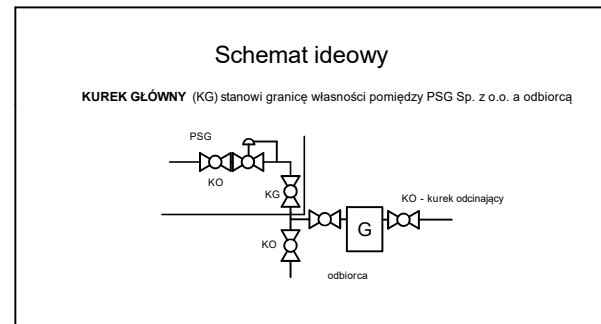 Schemat ideowy
KUREK GŁÓWNY (KG) stanowi granicę własności pomiędzy PSG Sp. z o.o. a odbiorcą
PSG
KO
KG
KO - kurek odcinający
G
KO
odbiorca